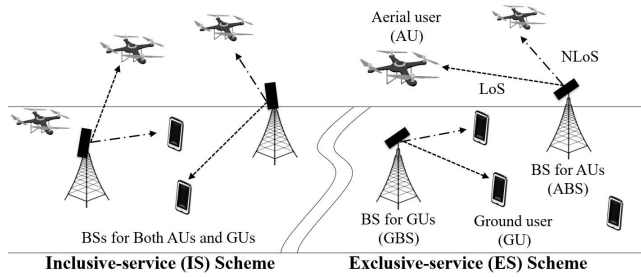 Aerial user
(AU)
NLoS
LoS
BS for AUs
(ABS)
BS for GUs
(GBS)
Ground user
(GU)
BSs for Both AUs and GUs
Inclusive-service (IS) Scheme
Exclusive-service (ES) Scheme